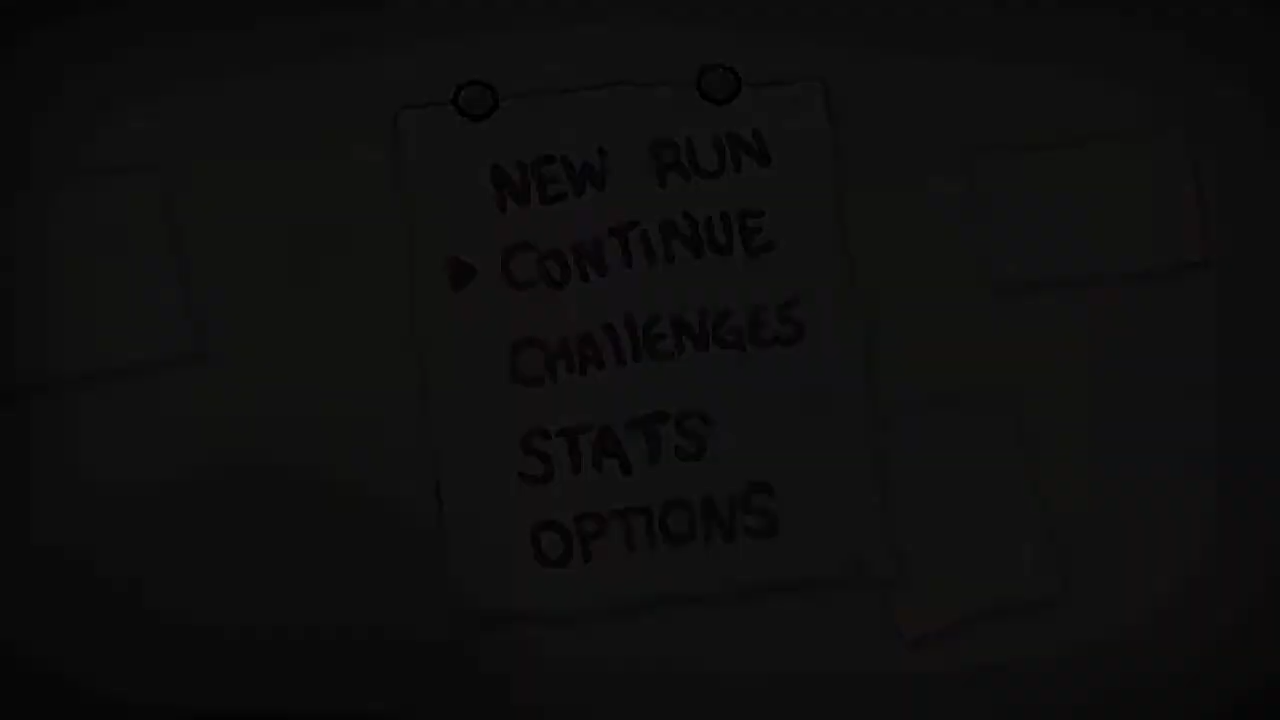 NEW RUN
CONTINUE
CHALLENGES
STATS
OPTIONS